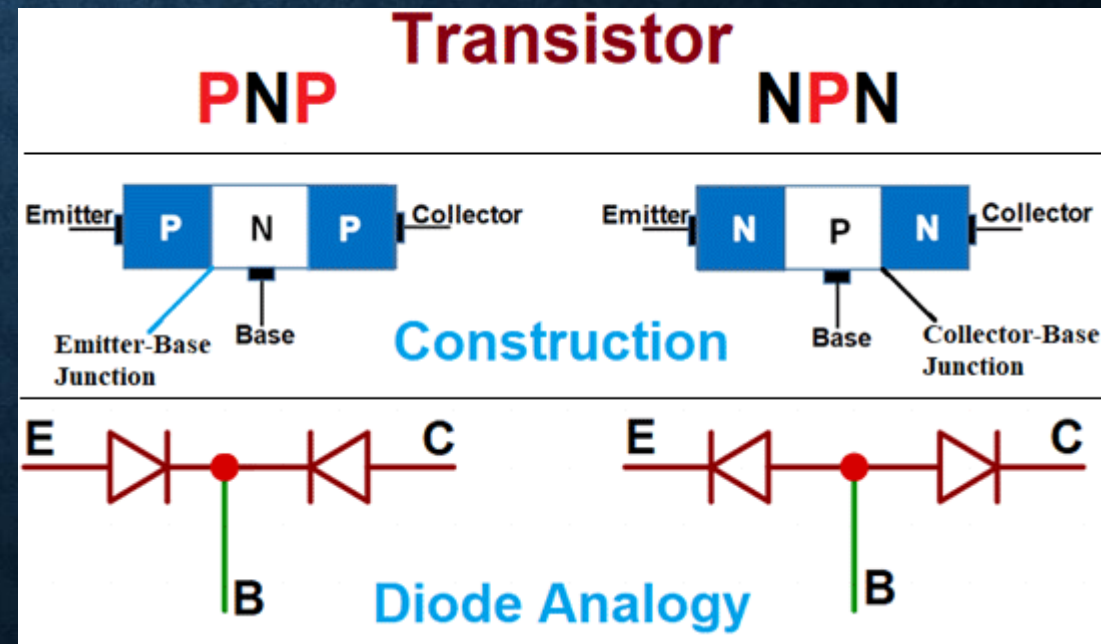 Transistor
PNP NPN
Emitter P N P Collector
Emitter N P N Collector
Base
Emitter-Base
Junction
Construction
Base
Collector-Base
Junction
E C
B
E C
B
Diode Analogy